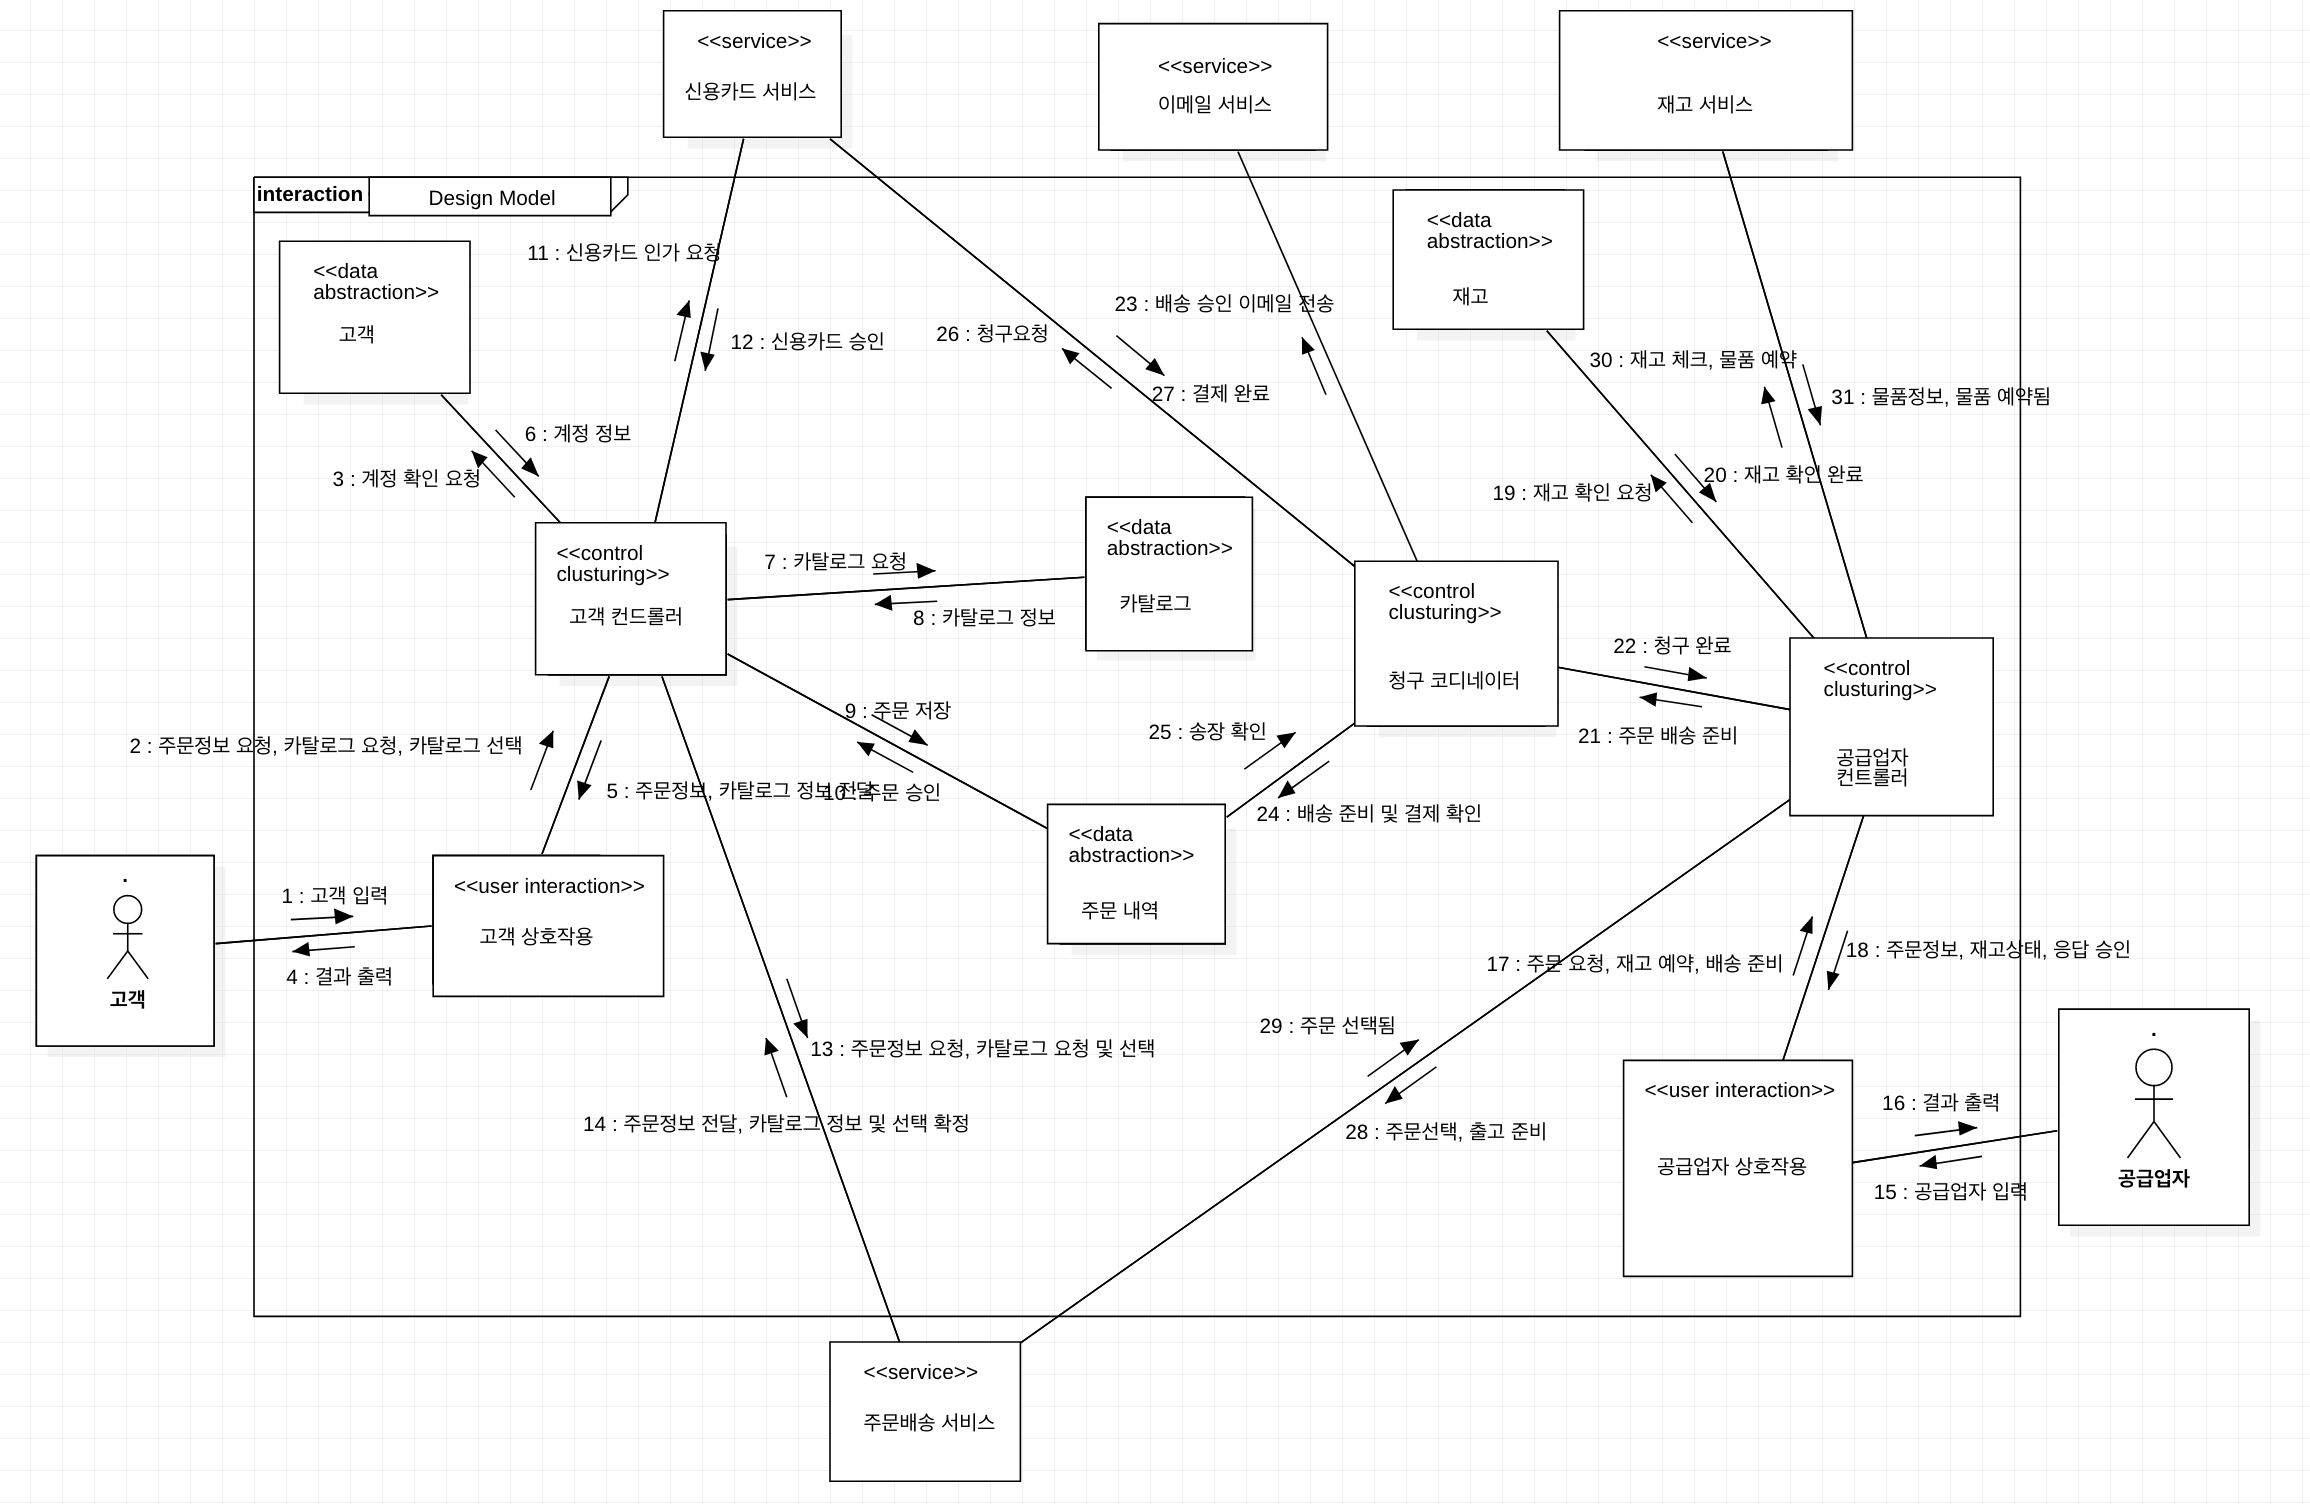 <<service>>
신용카드 서비스
<<service>>
이메일 서비스
<<service>>
재고 서비스
interaction
Design Model
<<data
abstraction>>
고객
<<data
abstraction>>
재고
11 : 신용카드 인가 요청
12 : 신용카드 승인
26 : 청구요청
23 : 배송 승인 이메일 전송
27 : 결제 완료
30 : 재고 체크, 물품 예약
31 : 물품정보, 물품 예약됨
6 : 계정 정보
3 : 계정 확인 요청
19 : 재고 확인 요청
20 : 재고 확인 완료
<<control
clusturing>>
고객 컨드롤러
7 : 카탈로그 요청
8 : 카탈로그 정보
<<data
abstraction>>
카탈로그
<<control
clusturing>>
청구 코디네이터
22 : 청구 완료
21 : 주문 배송 준비
<<control
clusturing>>
공급업자
컨트롤러
2 : 주문정보 요청, 카탈로그 요청, 카탈로그 선택
5 : 주문정보, 카탈로그 정보 전달
9 : 주문 저장
10 : 주문 승인
25 : 송장 확인
24 : 배송 준비 및 결제 확인
<<data
abstraction>>
주문 내역
고객
1 : 고객 입력
4 : 결과 출력
<<user interaction>>
고객 상호작용
17 : 주문 요청, 재고 예약, 배송 준비
18 : 주문정보, 재고상태, 응답 승인
13 : 주문정보 요청, 카탈로그 요청 및 선택
14 : 주문정보 전달, 카탈로그 정보 및 선택 확정
29 : 주문 선택됨
28 : 주문선택, 출고 준비
<<user interaction>>
공급업자 상호작용
16 : 결과 출력
15 : 공급업자 입력
공급업자
<<service>>
주문배송 서비스